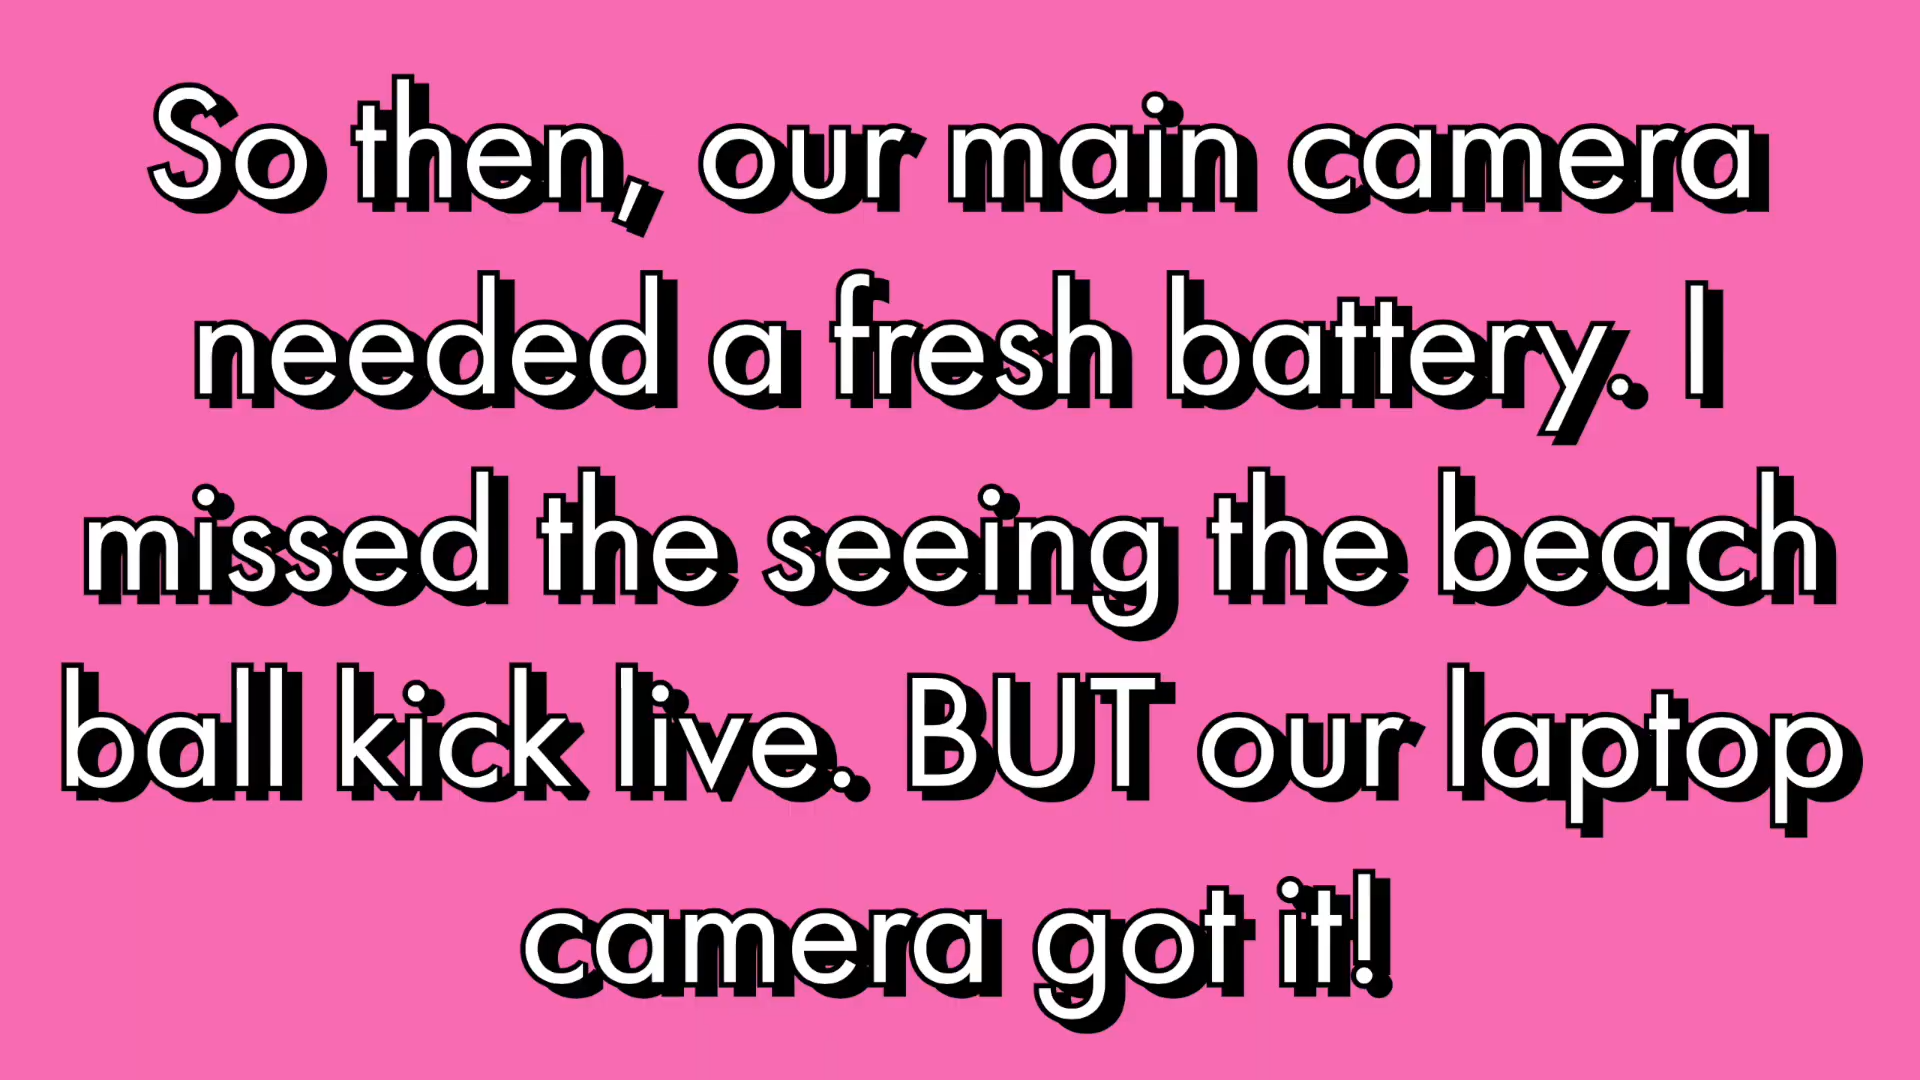 So then, our main camera
needed a fresh battery. I
missed the seeing the beach
ball kick live. BUT our laptop
camera got it!